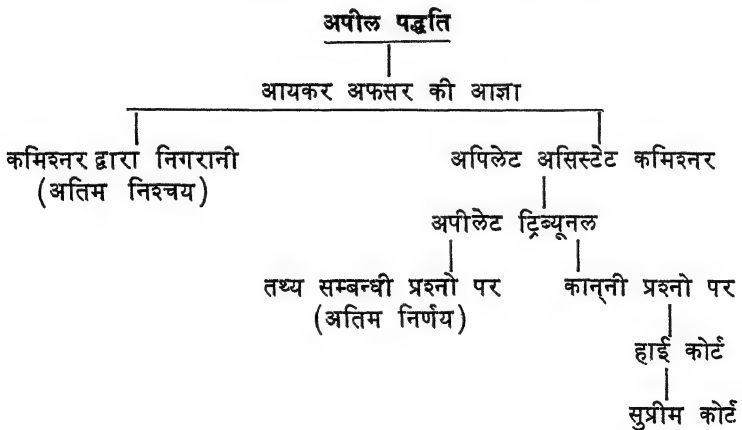 अपील पद्धति
आयकर अफसर की आज्ञा
कमिश्नर द्वारा निगरानी
(अतिम निश्चय)
अपिलेट असिस्टेट कमिश्नर
अपीलेट ट्रिब्यूनल
तथ्य सम्बन्धी प्रश्नो पर
(अतिम निर्णय)
कानूनी प्रश्नो पर
हाई कोर्ट
सुप्रीम कोर्ट